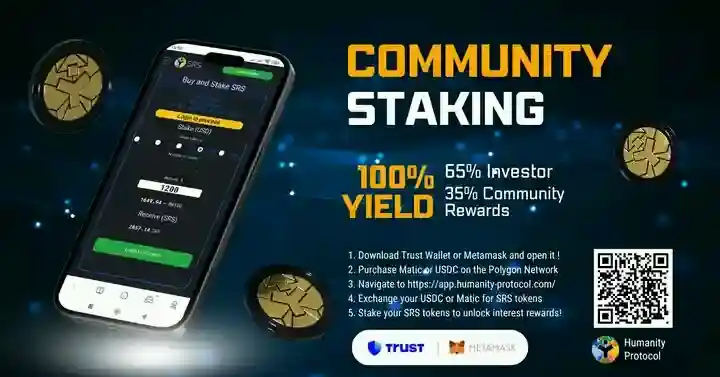 COMMUNITY
STAKING
100%
YIELD
65% Investor
35% Community
Rewards
1. Download Trust Wallet or Metamask and open it !
2. Purchase Matic or USDC on the Polygon Network
3. Navigate to https://app.humanity-protocol.com/
4. Exchange your USDC or Matic for SRS tokens
5. Stake your SRS tokens to unlock interest rewards!
TRUST
METAMASK
Humanity
Protocol
SRS
Buy and Stake SRS
Login to proceed
Stake (USD)
1200
Receive (SRS)